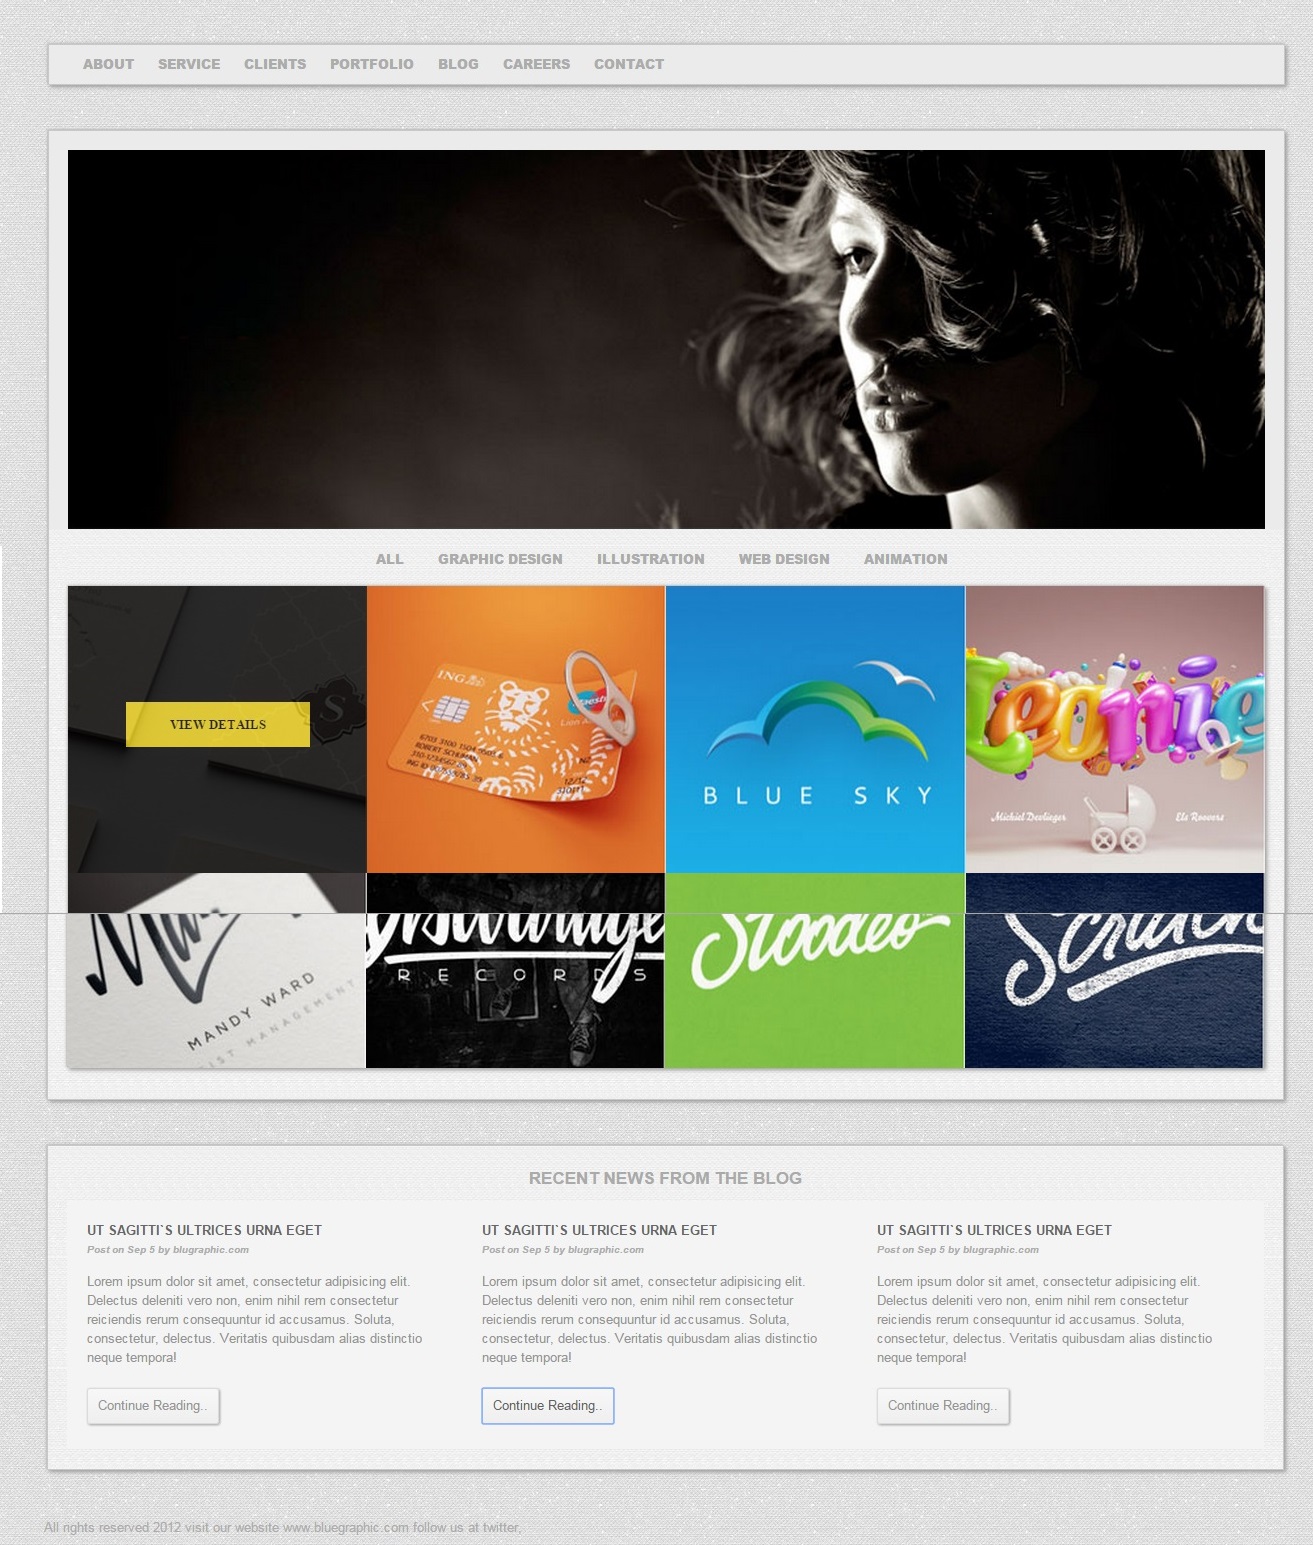 ABOUT SERVICE CLIENTS PORTFOLIO BLOG CAREERS CONTACT
ALL GRAPHIC DESIGN ILLUSTRATION WEB DESIGN ANIMATION
VIEW DETAILS
S
ING
ROBERT SCHUMAN
BLUE SKY
Leonine
Michiel Devlieger
Els Roovers
MANDY WARD
RECORDS
Stoodeo
RECENT NEWS FROM THE BLOG
UT SAGITTI`S ULTRICES URNA EGET
Post on Sep 5 by blugraphic.com
Lorem ipsum dolor sit amet, consectetur adipisicing elit.
Delectus deleniti vero non, enim nihil rem consectetur
reiciendis rerum consequuntur id accusamus. Soluta,
consectetur, delectus. Veritatis quibusdam alias distinctio
neque tempora!
Continue Reading..
UT SAGITTI`S ULTRICES URNA EGET
Post on Sep 5 by blugraphic.com
Lorem ipsum dolor sit amet, consectetur adipisicing elit.
Delectus deleniti vero non, enim nihil rem consectetur
reiciendis rerum consequuntur id accusamus. Soluta,
consectetur, delectus. Veritatis quibusdam alias distinctio
neque tempora!
Continue Reading..
UT SAGITTI`S ULTRICES URNA EGET
Post on Sep 5 by blugraphic.com
Lorem ipsum dolor sit amet, consectetur adipisicing elit.
Delectus deleniti vero non, enim nihil rem consectetur
reiciendis rerum consequuntur id accusamus. Soluta,
consectetur, delectus. Veritatis quibusdam alias distinctio
neque tempora!
Continue Reading..
All rights reserved 2012 visit our website www.bluegraphic.com follow us at twitter,